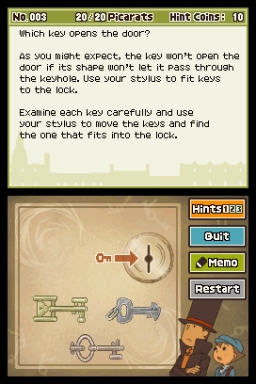 No 003 20/20 Picarats Hint Coins: 10
Which key opens the door?
As you might expect, the key won't open the
door if its shape won't let it pass through
the keyhole. Use your stylus to fit keys
to the lock.
Examine each key carefully and use
your stylus to move the keys and find
the one that fits into the lock.
Hints 1 2 3
Quit
Memo
Restart